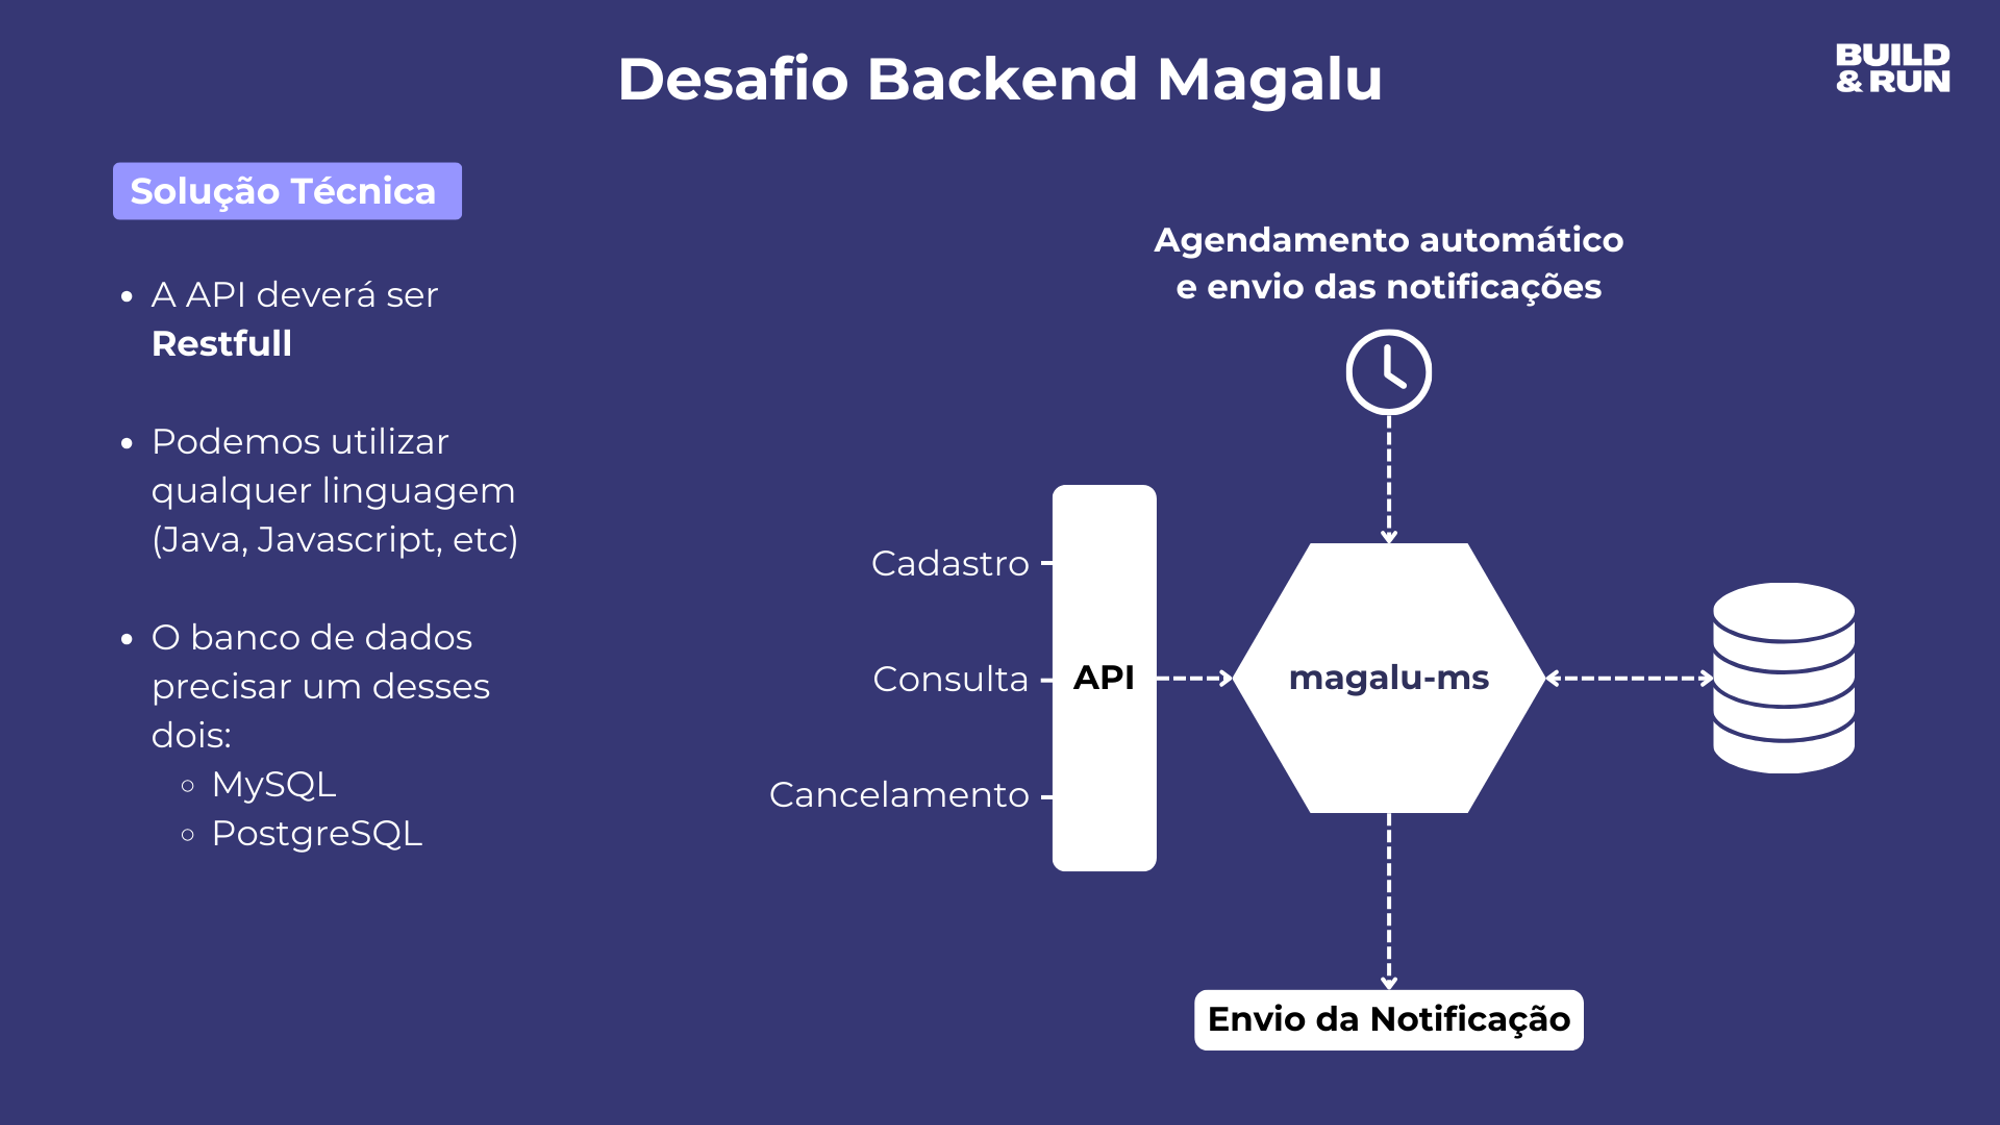 Desafio Backend Magalu
BUILD
& RUN
Solução Técnica
• A API deverá ser
Restfull
• Podemos utilizar
qualquer linguagem
(Java, Javascript, etc)
• O banco de dados
precisar um desses
dois:
◦ MySQL
◦ PostgreSQL
Agendamento automático
e envio das notificações
Cadastro
Consulta
Cancelamento
API
magalu-ms
Envio da Notificação